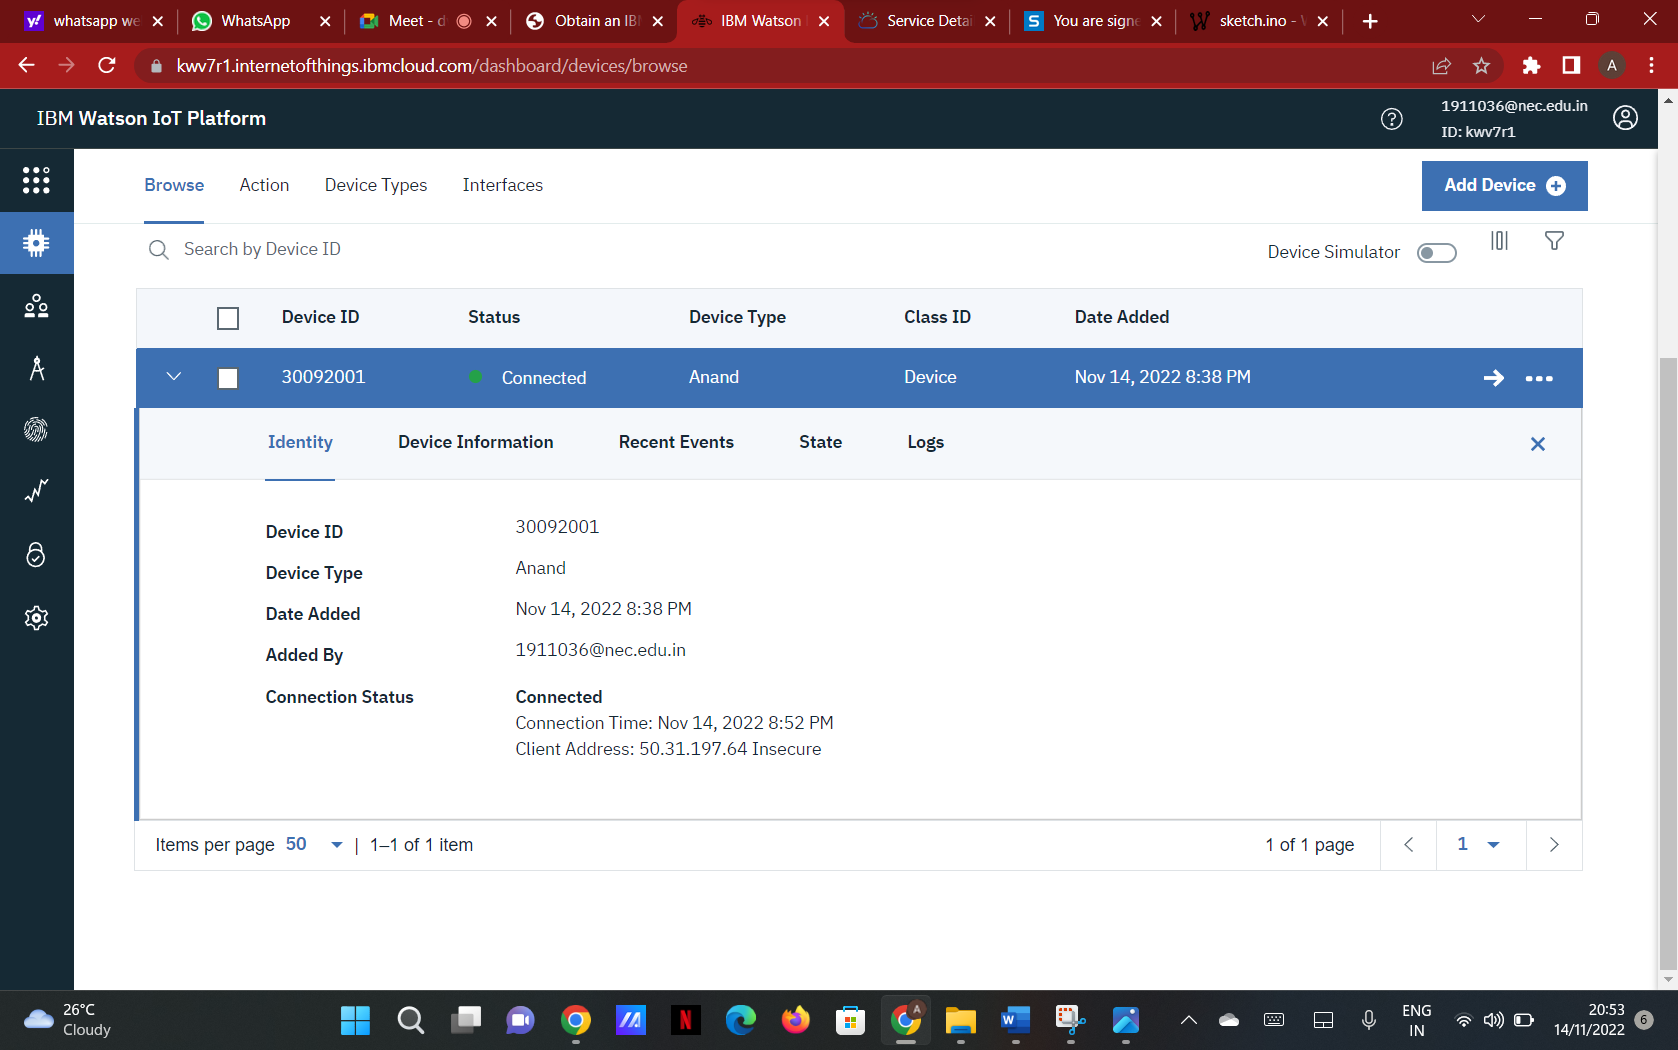 whatsapp we
WhatsApp
Meet - d
Obtain an IB
IBM Watson
Service Detai
You are signe
sketch.ino - W
kwv7r1.internetofthings.ibmcloud.com/dashboard/devices/browse
A
IBM Watson IoT Platform
1911036@nec.edu.in
ID: kwv7r1
Browse Action Device Types Interfaces
Add Device
Search by Device ID
Device Simulator
Device ID Status Device Type Class ID Date Added
30092001 Connected Anand Device Nov 14, 2022 8:38 PM
Identity Device Information Recent Events State Logs
Device ID 30092001
Device Type Anand
Date Added Nov 14, 2022 8:38 PM
Added By 1911036@nec.edu.in
Connection Status Connected
Connection Time: Nov 14, 2022 8:52 PM
Client Address: 50.31.197.64 Insecure
Items per page 50 | 1–1 of 1 item 1 of 1 page 1
26°C
Cloudy
ENG
IN
20:53
14/11/2022
6